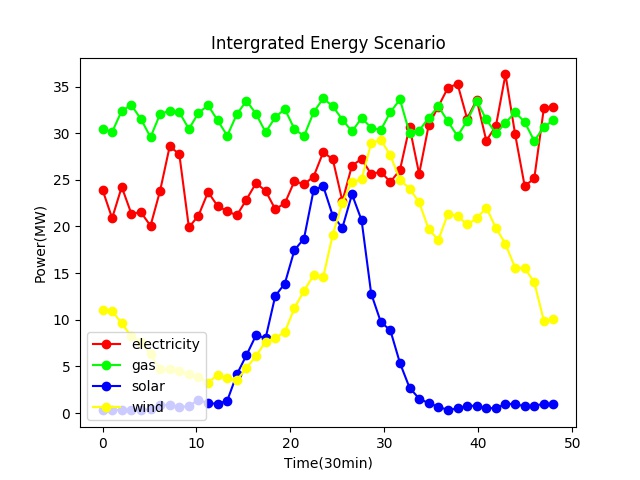 Intergrated Energy Scenario
Power(MW)
35
30
25
20
15
10
5
0
electricity
gas
solar
wind
0 10 20 30 40 50
Time(30min)